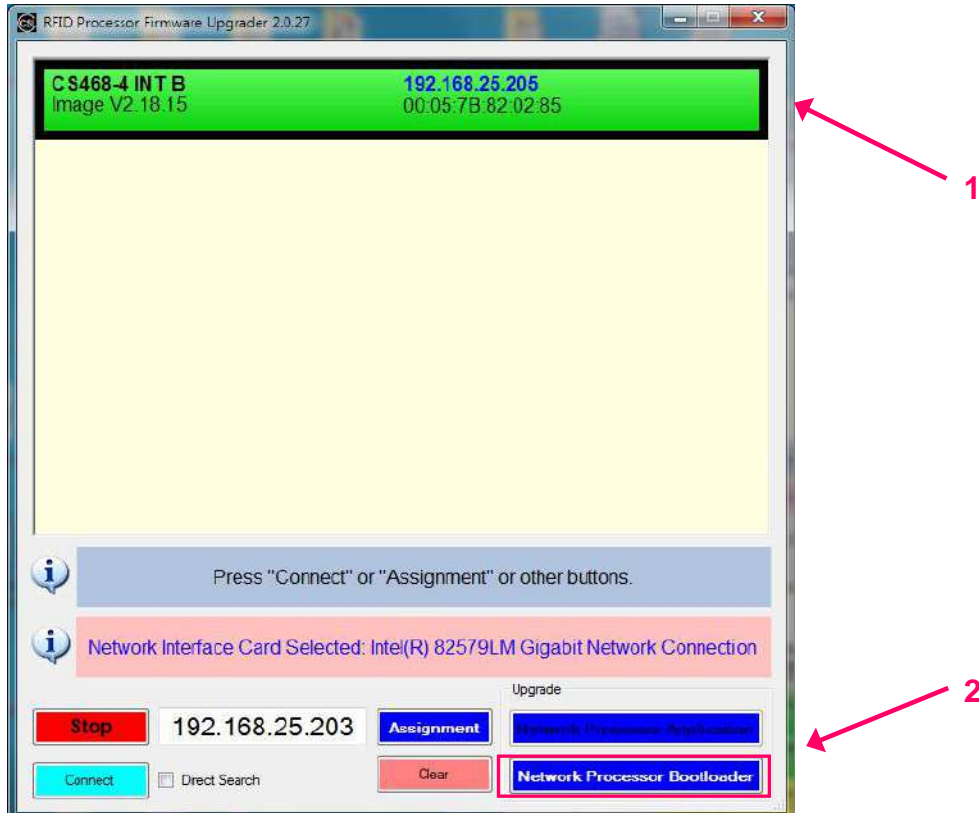 RFID Processor Firmware Upgrader 2.0.27
CS468-4 INT B 192.168.25.205
Image V2.18.15 00:05:7B:82:02:85
1
Press "Connect" or "Assignment" or other buttons.
Network Interface Card Selected: Intel(R) 82579LM Gigabit Network Connection
Upgrade
2
Stop 192.168.25.203 Assignment Network Processor Application
Connect Direct Search Clear Network Processor Bootloader